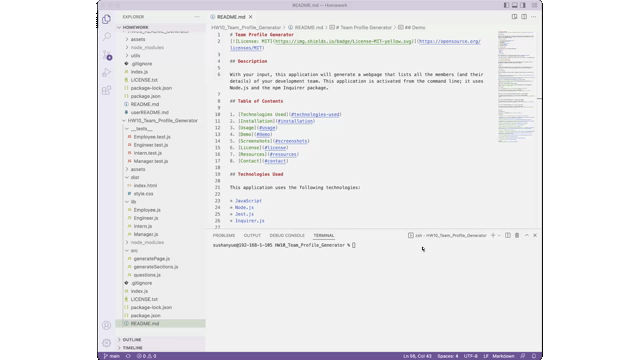 README.md — Homework
EXPLORER
HOMEWORK
HW10_Team_Profile_Generator
assets
node_modules
utils
.gitignore
index.js
LICENSE.txt
package-lock.json
package.json
README.md
userREADME.md
HW10_Team_Profile_Generator
__tests__
Employee.test.js
Engineer.test.js
Intern.test.js
Manager.test.js
assets
dist
index.html
style.css
lib
Employee.js
Engineer.js
Intern.js
Manager.js
node_modules
src
generatePage.js
generateSections.js
questions.js
.gitignore
index.js
LICENSE.txt
package-lock.json
package.json
README.md
OUTLINE
TIMELINE
README.md
HW10_Team_Profile_Generator > README.md > # Team Profile Generator > ## Demo
1 # Team Profile Generator
2 [![License: MIT](https://img.shields.io/badge/License-MIT-yellow.svg)](https://opensource.org/
licenses/MIT)
4 ## Description
6 With your input, this application will generate a webpage that lists all the members (and their
details) of your development team. This application is activated from the command line; it uses
Node.js and the npm Inquirer package.
8 ## Table of Contents
10 1. [Technologies Used](#technologies-used)
11 2. [Installation](#installation)
12 3. [Usage](#usage)
13 4. [Demo](#demo)
14 5. [Screenshots](#screenshots)
15 6. [License](#license)
16 7. [Resources](#resources)
17 8. [Contact](#contact)
19 ## Technologies Used
21 This application uses the following technologies:
23 * JavaScript
24 * Node.js
25 * Jest.js
26 * Inquirer.js
PROBLEMS OUTPUT DEBUG CONSOLE TERMINAL
zsh - HW10_Team_Profile_Generator
sushanyue@192-168-1-105 HW10_Team_Profile_Generator %
main 0 0
Ln 56, Col 43 Spaces: 4 UTF-8 LF Markdown